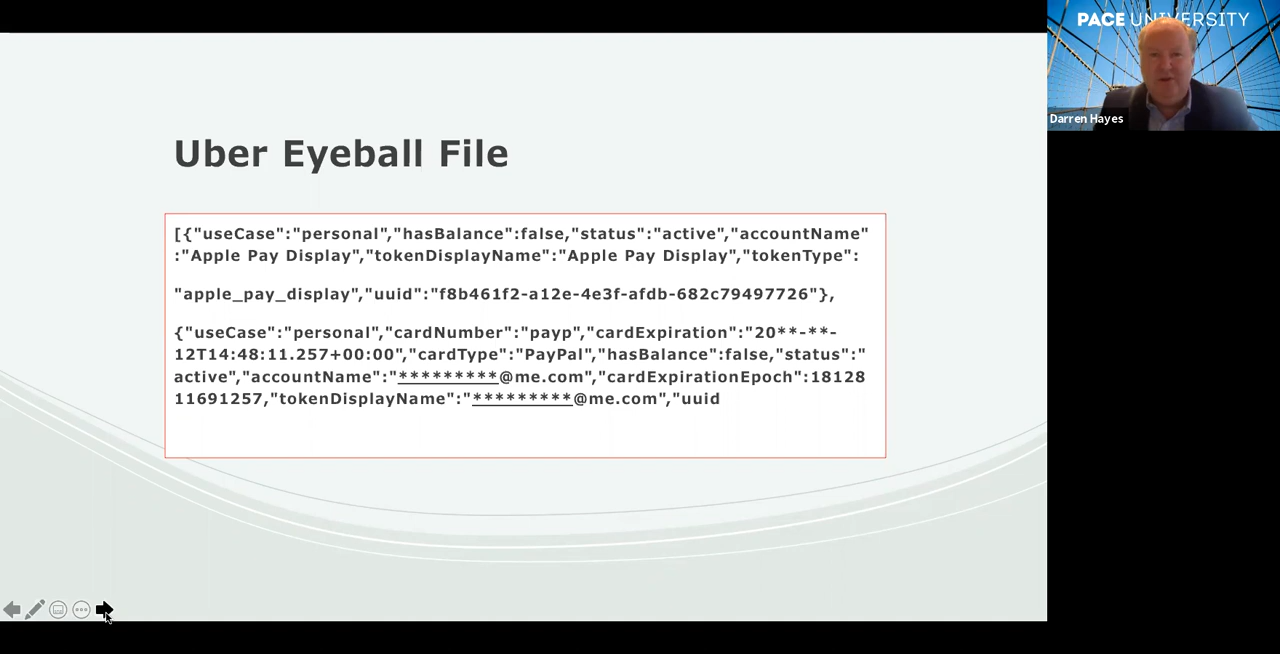 PACE UNIVERSITY
Darren Hayes
Uber Eyeball File
[{"useCase":"personal","hasBalance":false,"status":"active","accountName"
:"Apple Pay Display","tokenDisplayName":"Apple Pay Display","tokenType":
"apple_pay_display","uuid":"f8b461f2-a12e-4e3f-afdb-682c79497726"},
{"useCase":"personal","cardNumber":"payp","cardExpiration":"20**-**-
12T14:48:11.257+00:00","cardType":"PayPal","hasBalance":false,"status":"
active","accountName":"*********@me.com","cardExpirationEpoch":18128
11691257,"tokenDisplayName":"*********@me.com","uuid